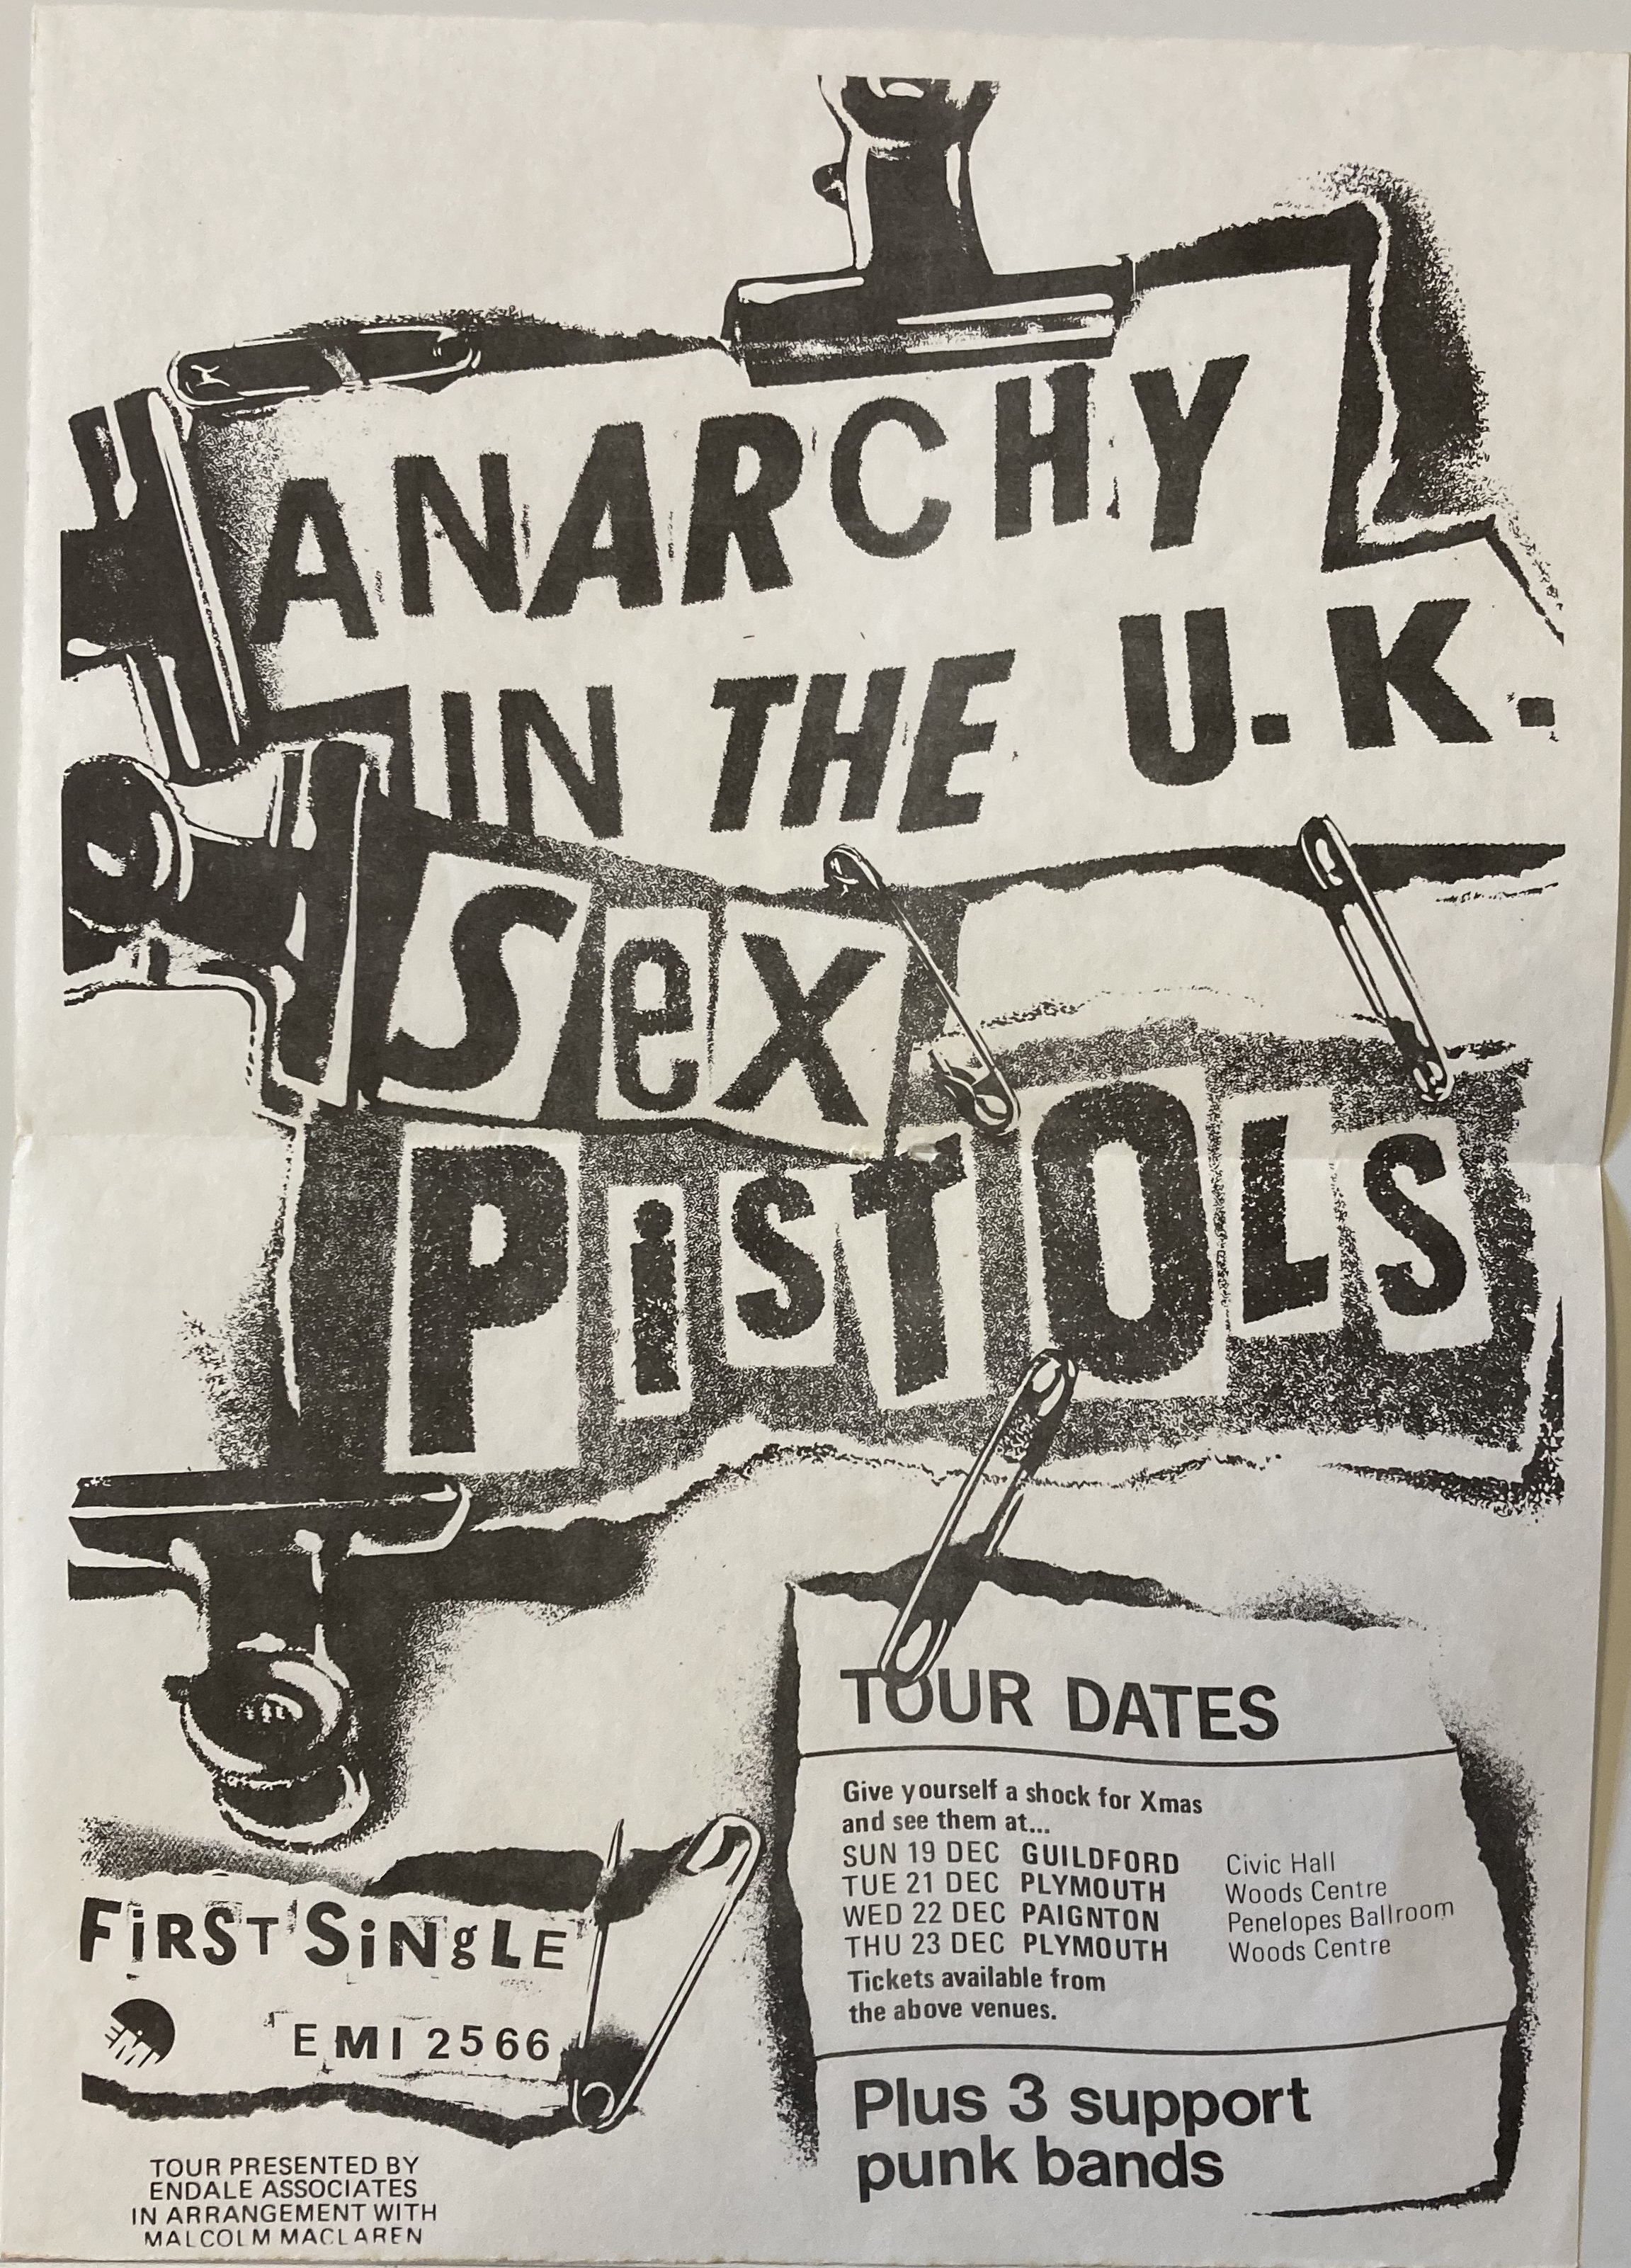 ANARCHY
IN THE U.K.
SeX
PiSTOLS
TOUR DATES
Give yourself a shock for Xmas
and see them at...
SUN 19 DEC GUILDFORD Civic Hall
TUE 21 DEC PLYMOUTH Woods Centre
WED 22 DEC PAIGNTON Penelopes Ballroom
THU 23 DEC PLYMOUTH Woods Centre
Tickets available from
the above venues.
Plus 3 support
punk bands
FiRST SiNgLE
EMI
EMI 2566
TOUR PRESENTED BY
ENDALE ASSOCIATES
IN ARRANGEMENT WITH
MALCOLM MACLAREN